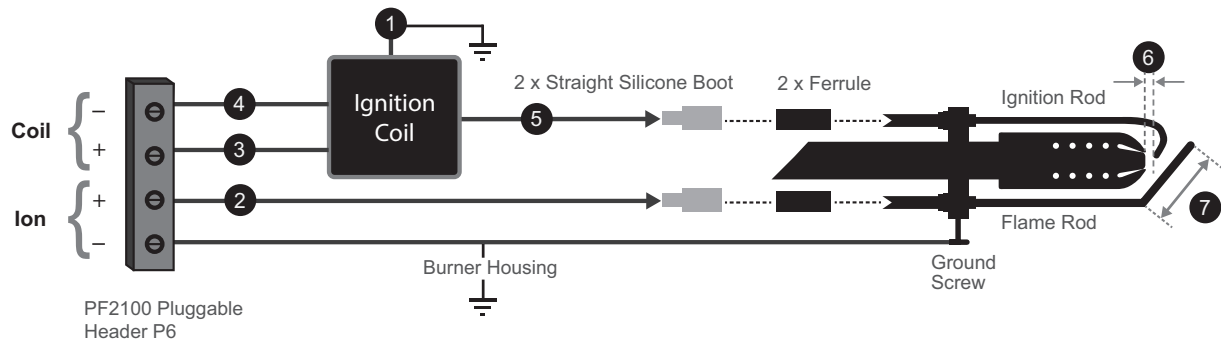 1
6
2 x Straight Silicone Boot
2 x Ferrule
Ignition Rod
Coil
–
4
Ignition
Coil
5
+
3
Ion
+
2
7
Flame Rod
–
Burner Housing
Ground
Screw
PF2100 Pluggable
Header P6